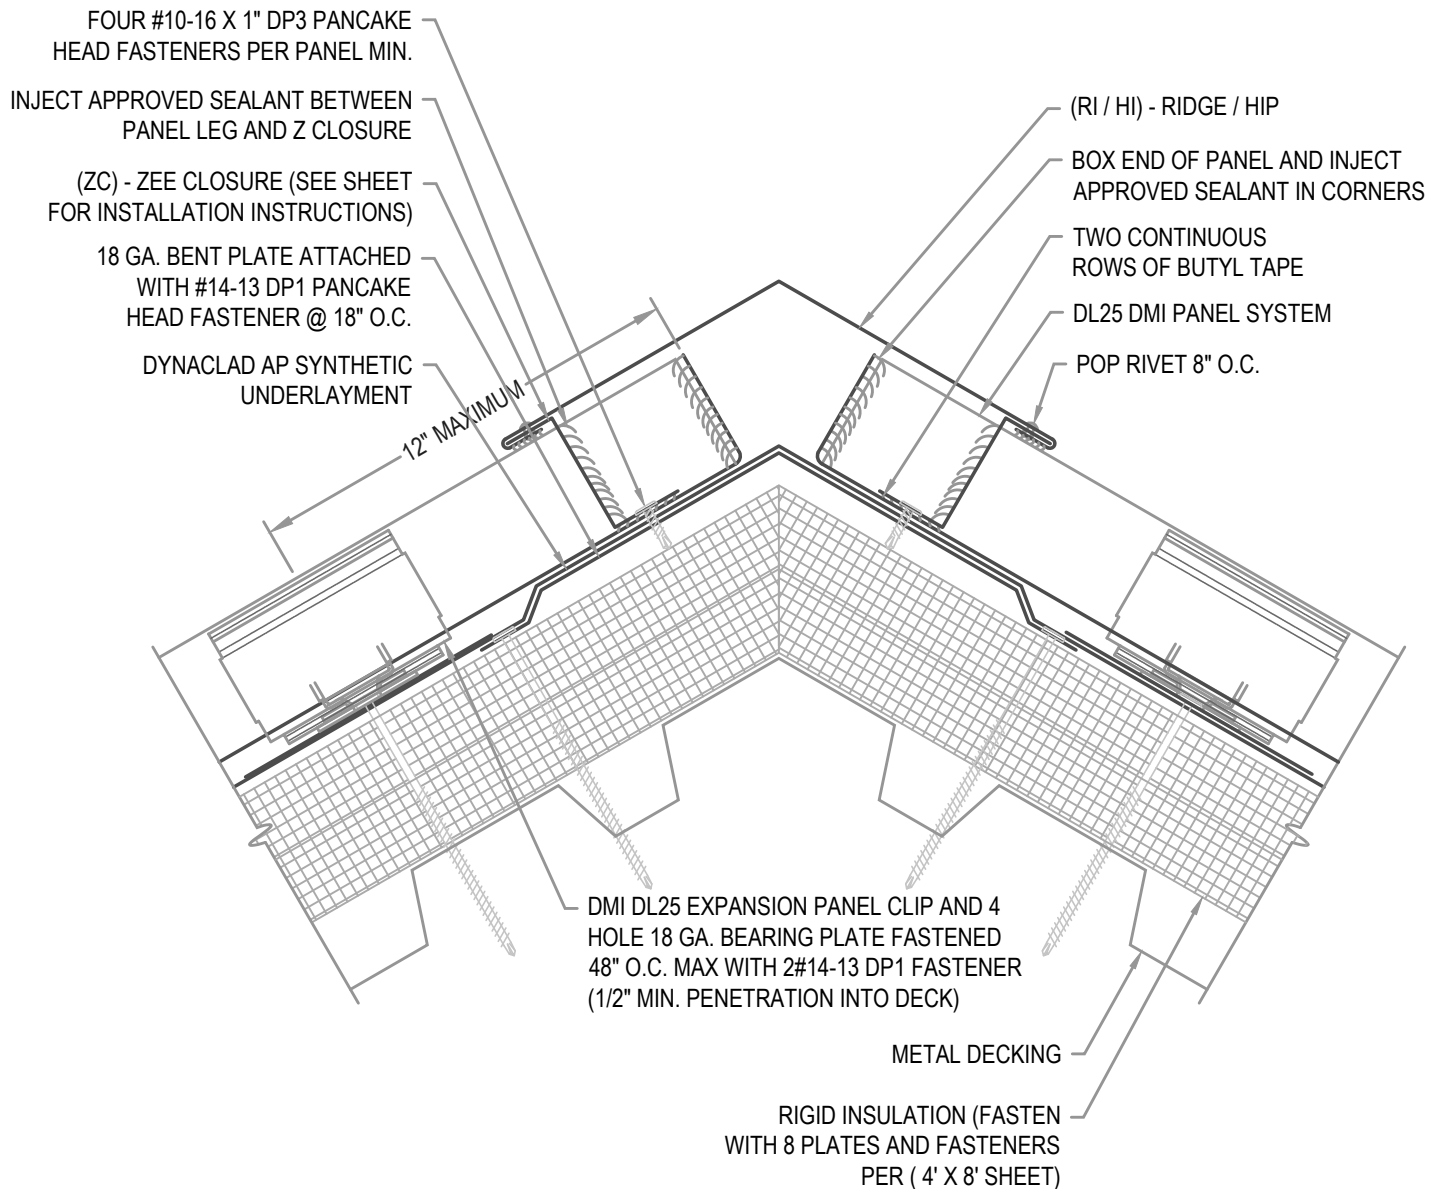 FOUR #10-16 X 1" DP3 PANCAKE
HEAD FASTENERS PER PANEL MIN.
INJECT APPROVED SEALANT BETWEEN
PANEL LEG AND Z CLOSURE
(ZC) - ZEE CLOSURE (SEE SHEET
FOR INSTALLATION INSTRUCTIONS)
18 GA. BENT PLATE ATTACHED
WITH #14-13 DP1 PANCAKE
HEAD FASTENER @ 18" O.C.
DYNACLAD AP SYNTHETIC
UNDERLAYMENT
12" MAXIMUM
(RI / HI) - RIDGE / HIP
BOX END OF PANEL AND INJECT
APPROVED SEALANT IN CORNERS
TWO CONTINUOUS
ROWS OF BUTYL TAPE
DL25 DMI PANEL SYSTEM
POP RIVET 8" O.C.
DMI DL25 EXPANSION PANEL CLIP AND 4
HOLE 18 GA. BEARING PLATE FASTENED
48" O.C. MAX WITH 2#14-13 DP1 FASTENER
(1/2" MIN. PENETRATION INTO DECK)
METAL DECKING
RIGID INSULATION (FASTEN
WITH 8 PLATES AND FASTENERS
PER ( 4' X 8' SHEET)